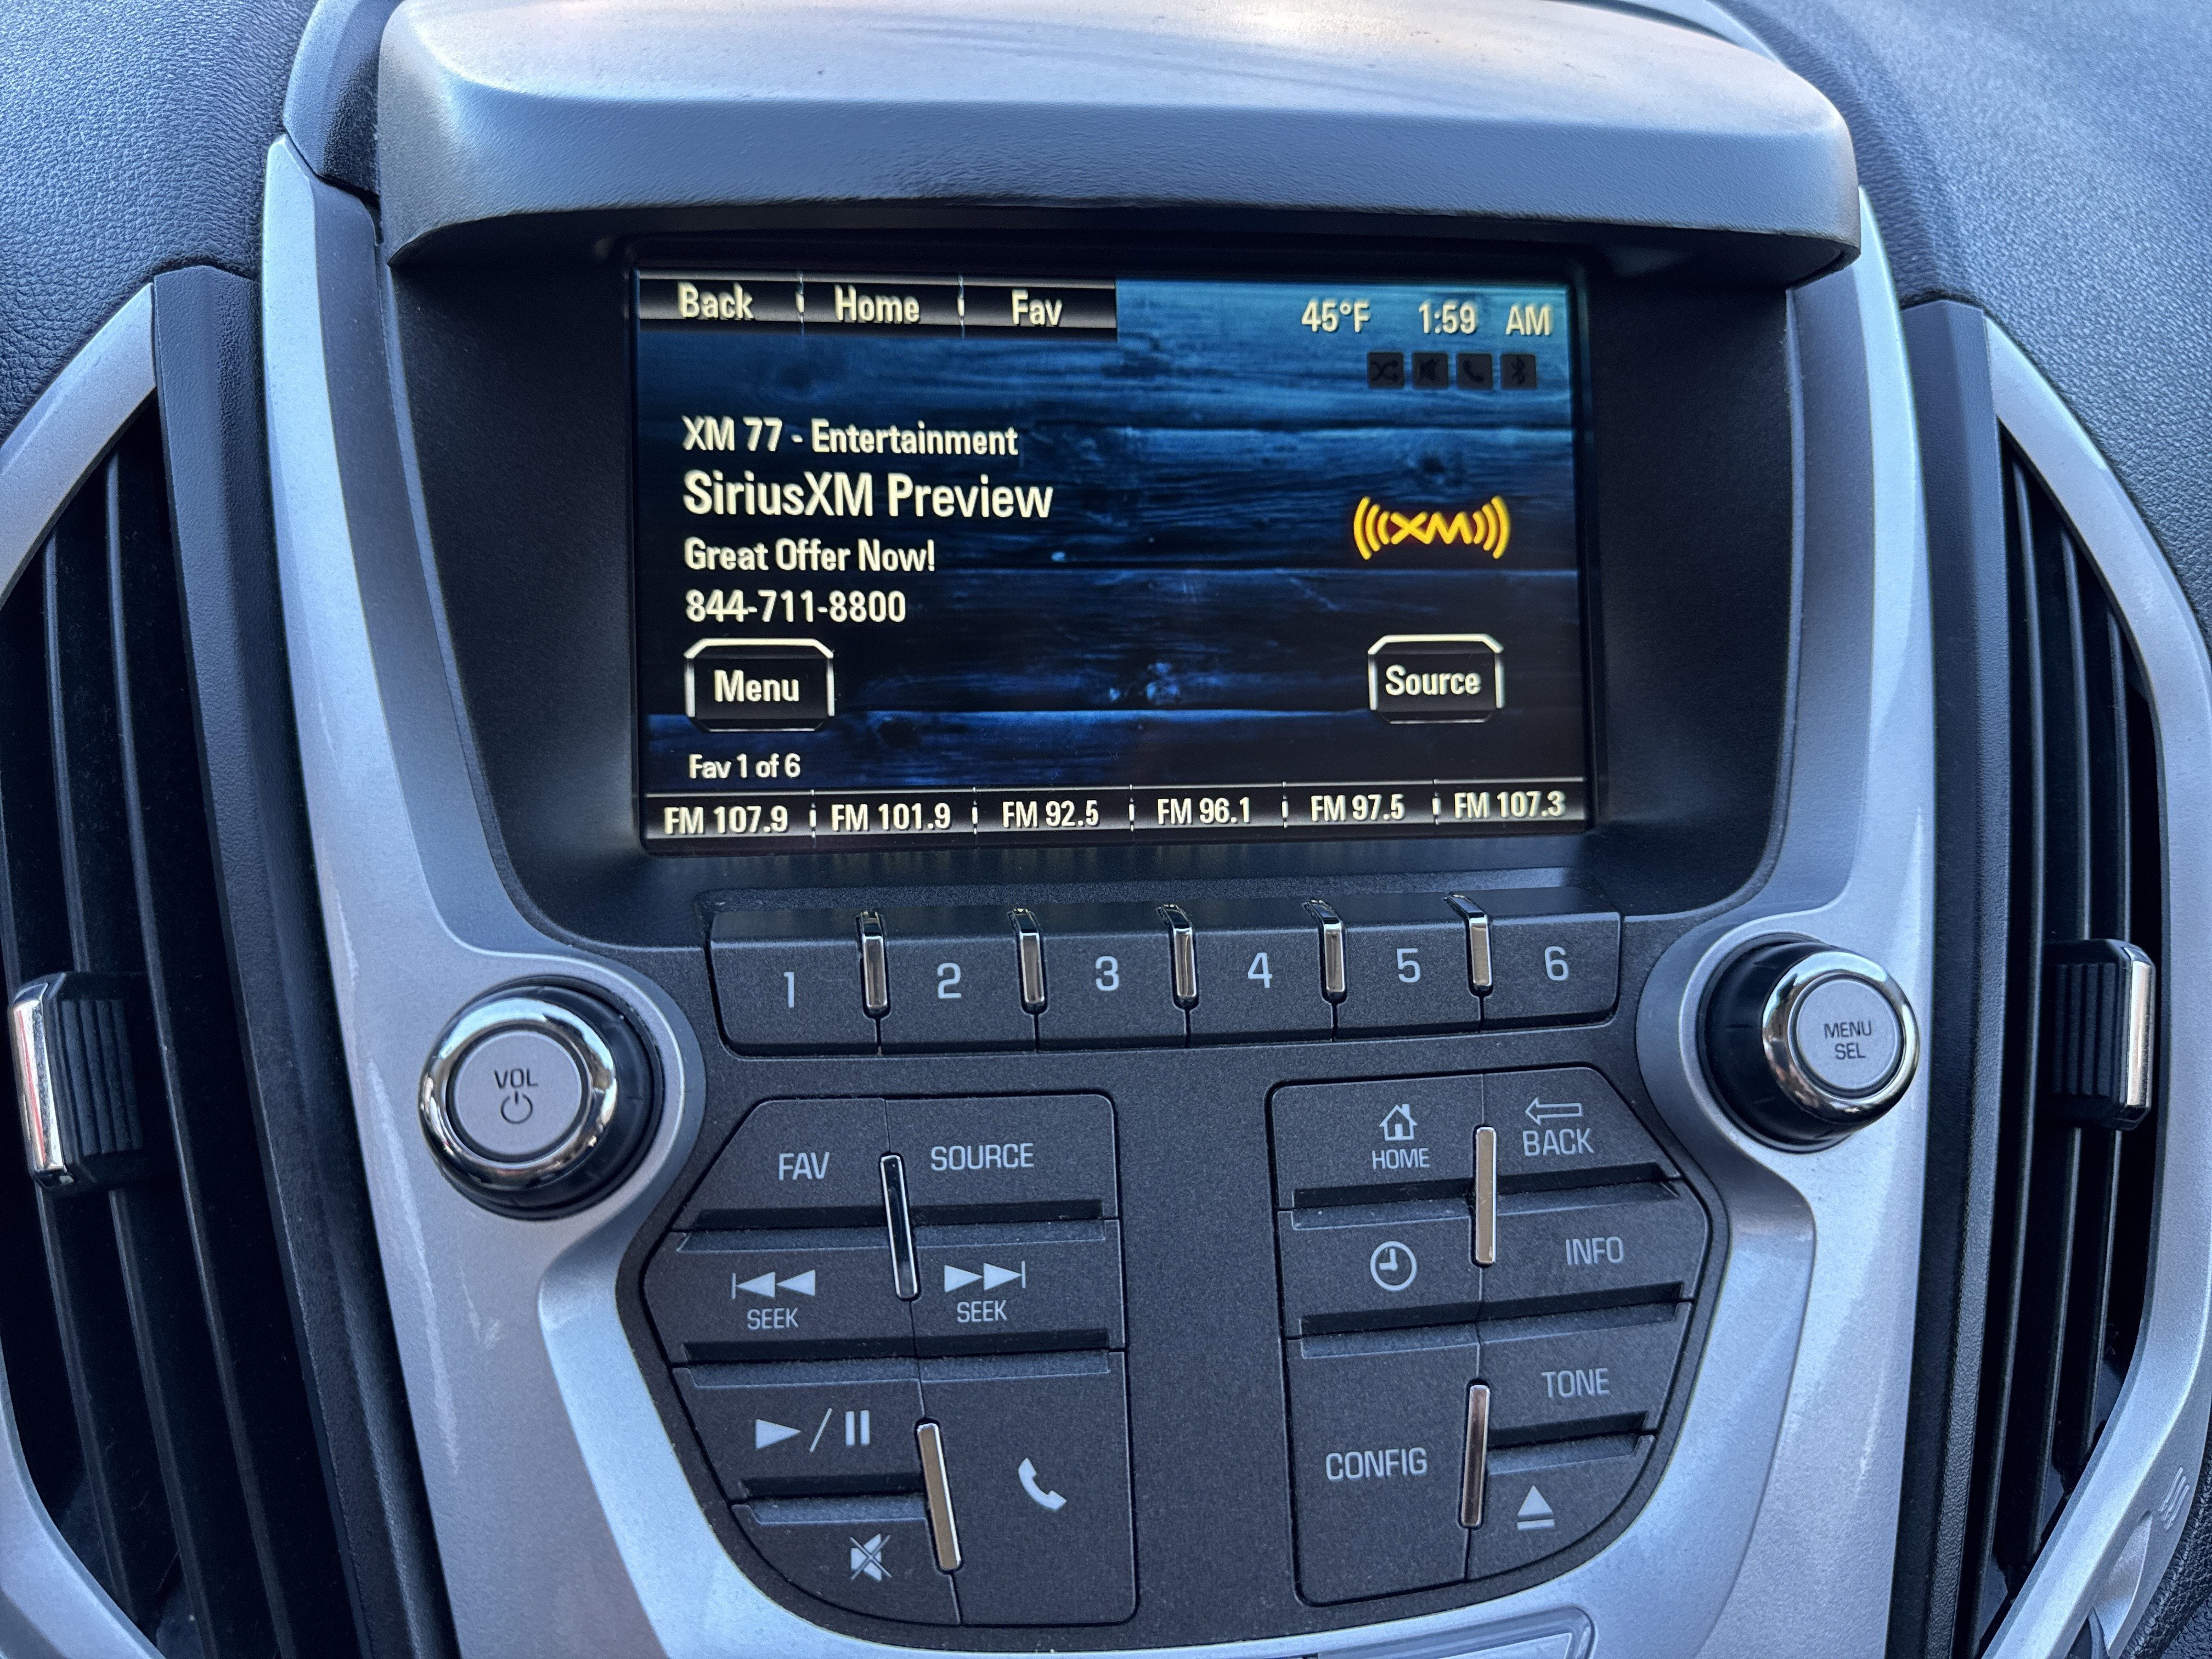 Back Home Fav 45°F 1:59 AM
XM 77 - Entertainment
SiriusXM Preview
Great Offer Now!
844-711-8800
(((XM)))
Menu Source
Fav 1 of 6
FM 107.9 FM 101.9 FM 92.5 FM 96.1 FM 97.5 FM 107.3
1 2 3 4 5 6
VOL
MENU
SEL
FAV SOURCE
HOME BACK
SEEK SEEK
INFO
TONE
CONFIG